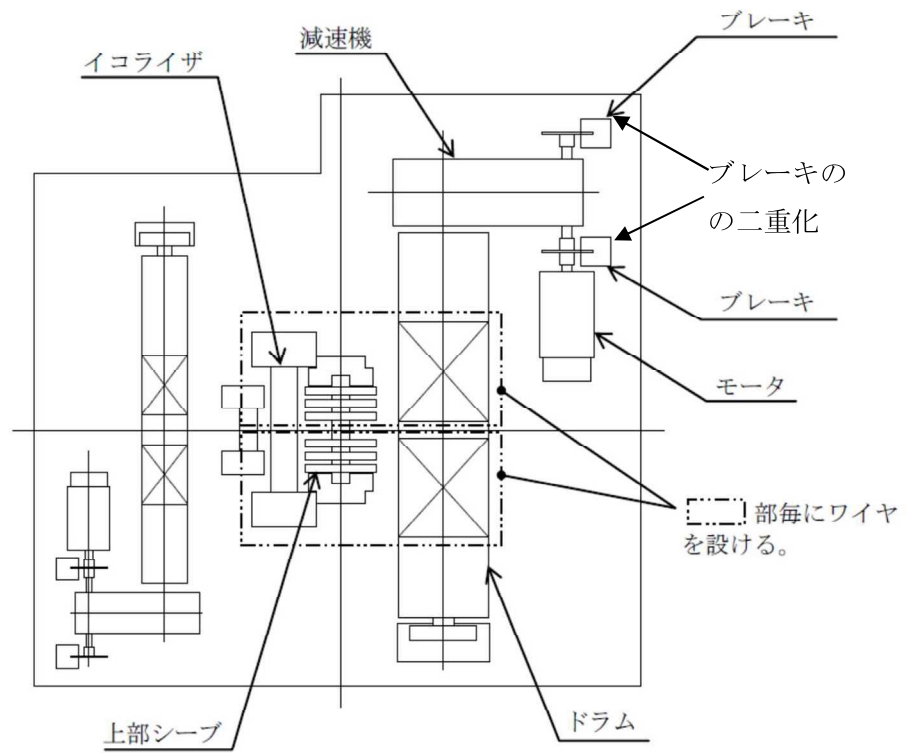 ブレーキ
減速機
イコライザ
ブレーキの
の二重化
ブレーキ
モータ
部毎にワイヤ
を設ける。
ドラム
上部シーブ